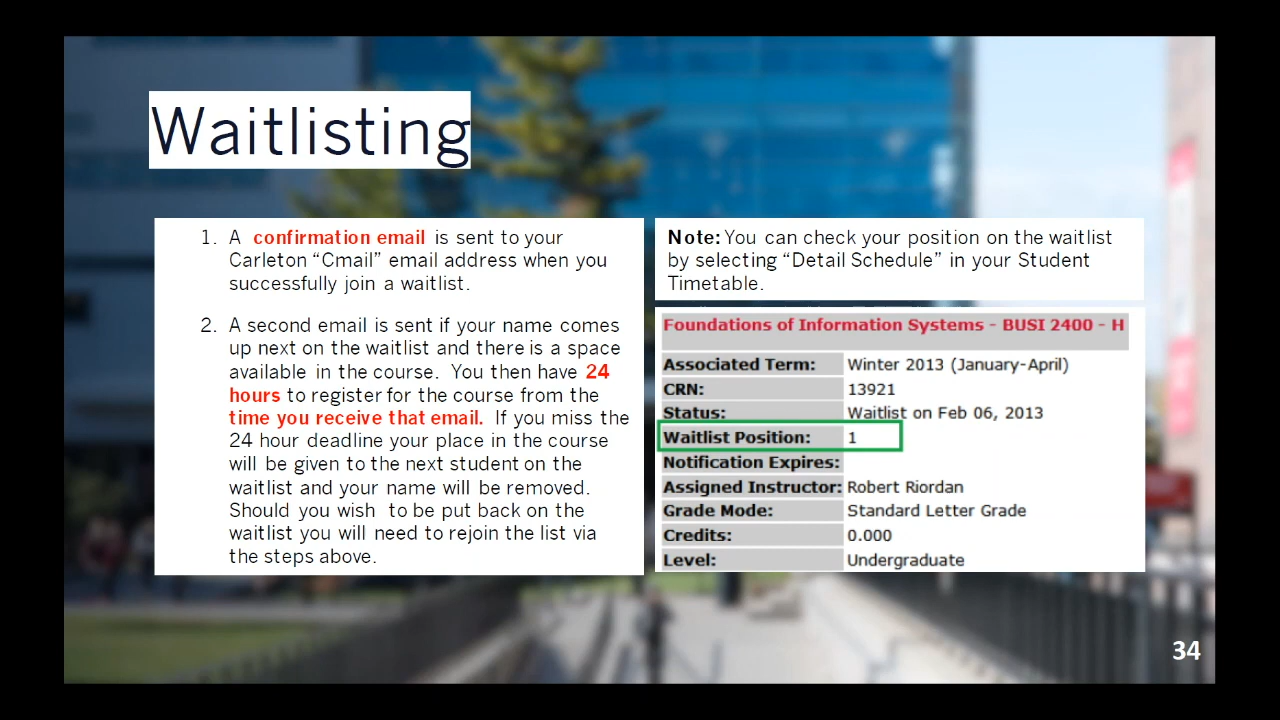 Waitlisting
1. A confirmation email is sent to your
Carleton “Cmail” email address when you
successfully join a waitlist.
2. A second email is sent if your name comes
up next on the waitlist and there is a space
available in the course. You then have 24
hours to register for the course from the
time you receive that email. If you miss the
24 hour deadline your place in the course
will be given to the next student on the
waitlist and your name will be removed.
Should you wish to be put back on the
waitlist you will need to rejoin the list via
the steps above.
Note: You can check your position on the waitlist
by selecting “Detail Schedule” in your Student
Timetable.
Foundations of Information Systems - BUSI 2400 - H
Associated Term: Winter 2013 (January-April)
CRN: 13921
Status: Waitlist on Feb 06, 2013
Waitlist Position: 1
Notification Expires:
Assigned Instructor: Robert Riordan
Grade Mode: Standard Letter Grade
Credits: 0.000
Level: Undergraduate
34